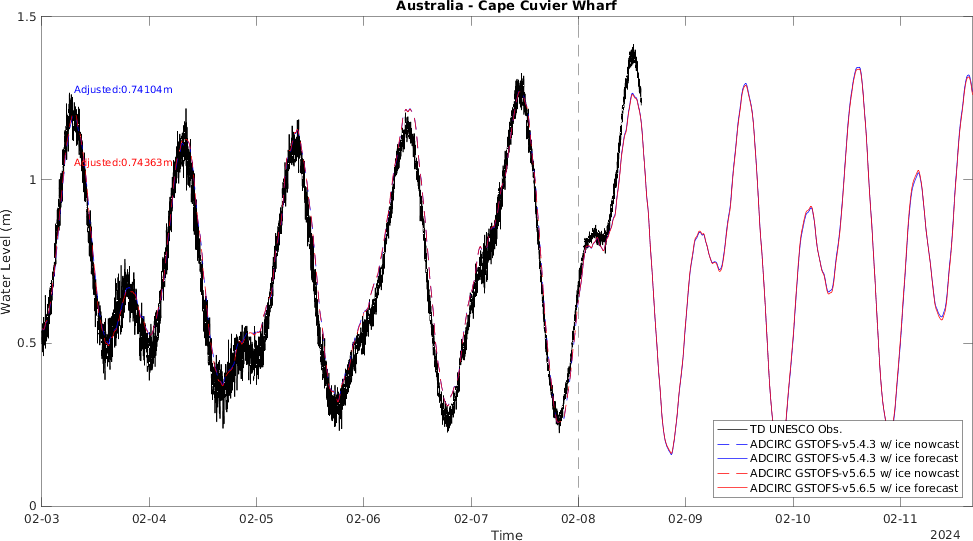 Australia - Cape Cuvier Wharf
1.5
1
0.5
0
Water Level (m)
Adjusted:0.74104m
Adjusted:0.74363m
TD UNESCO Obs.
ADCIRC GSTOFS-v5.4.3 w/ ice nowcast
ADCIRC GSTOFS-v5.4.3 w/ ice forecast
ADCIRC GSTOFS-v5.6.5 w/ ice nowcast
ADCIRC GSTOFS-v5.6.5 w/ ice forecast
02-03 02-04 02-05 02-06 02-07 02-08 02-09 02-10 02-11
Time
2024